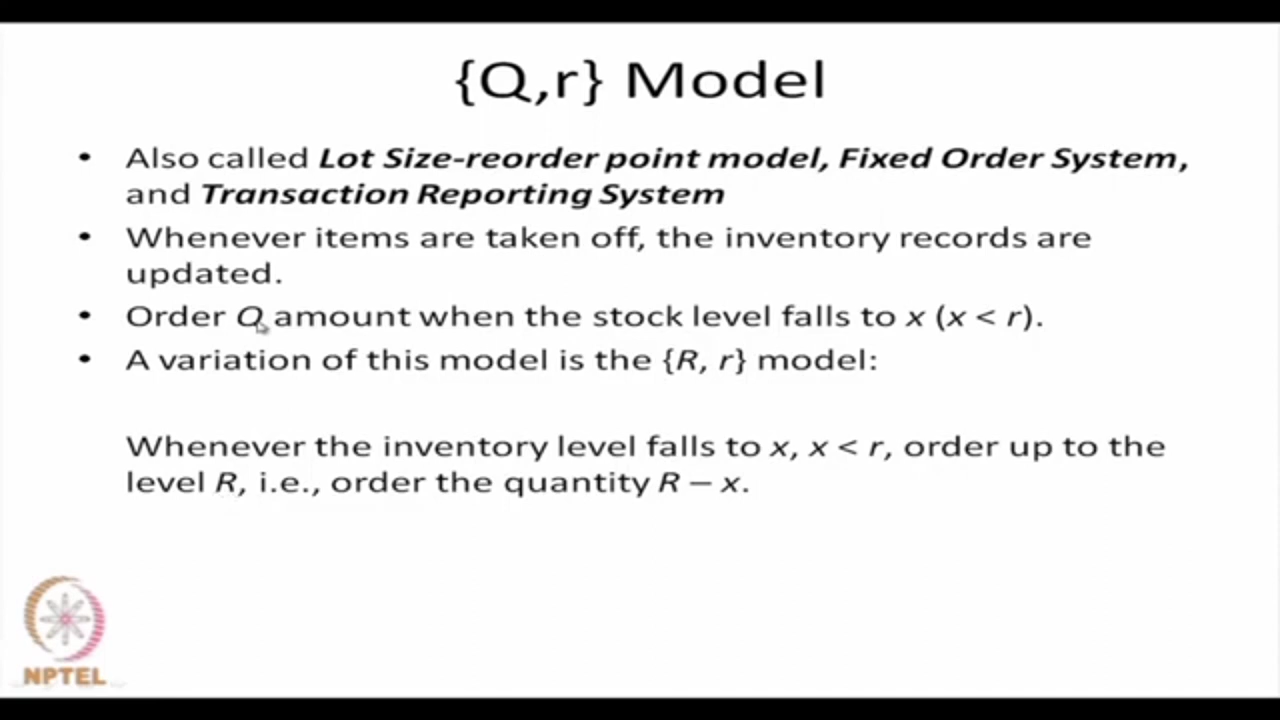 {Q,r} Model
• Also called Lot Size-reorder point model, Fixed Order System,
and Transaction Reporting System
• Whenever items are taken off, the inventory records are
updated.
• Order Q amount when the stock level falls to x (x < r).
• A variation of this model is the {R, r} model:
Whenever the inventory level falls to x, x < r, order up to the
level R, i.e., order the quantity R – x.
NPTEL